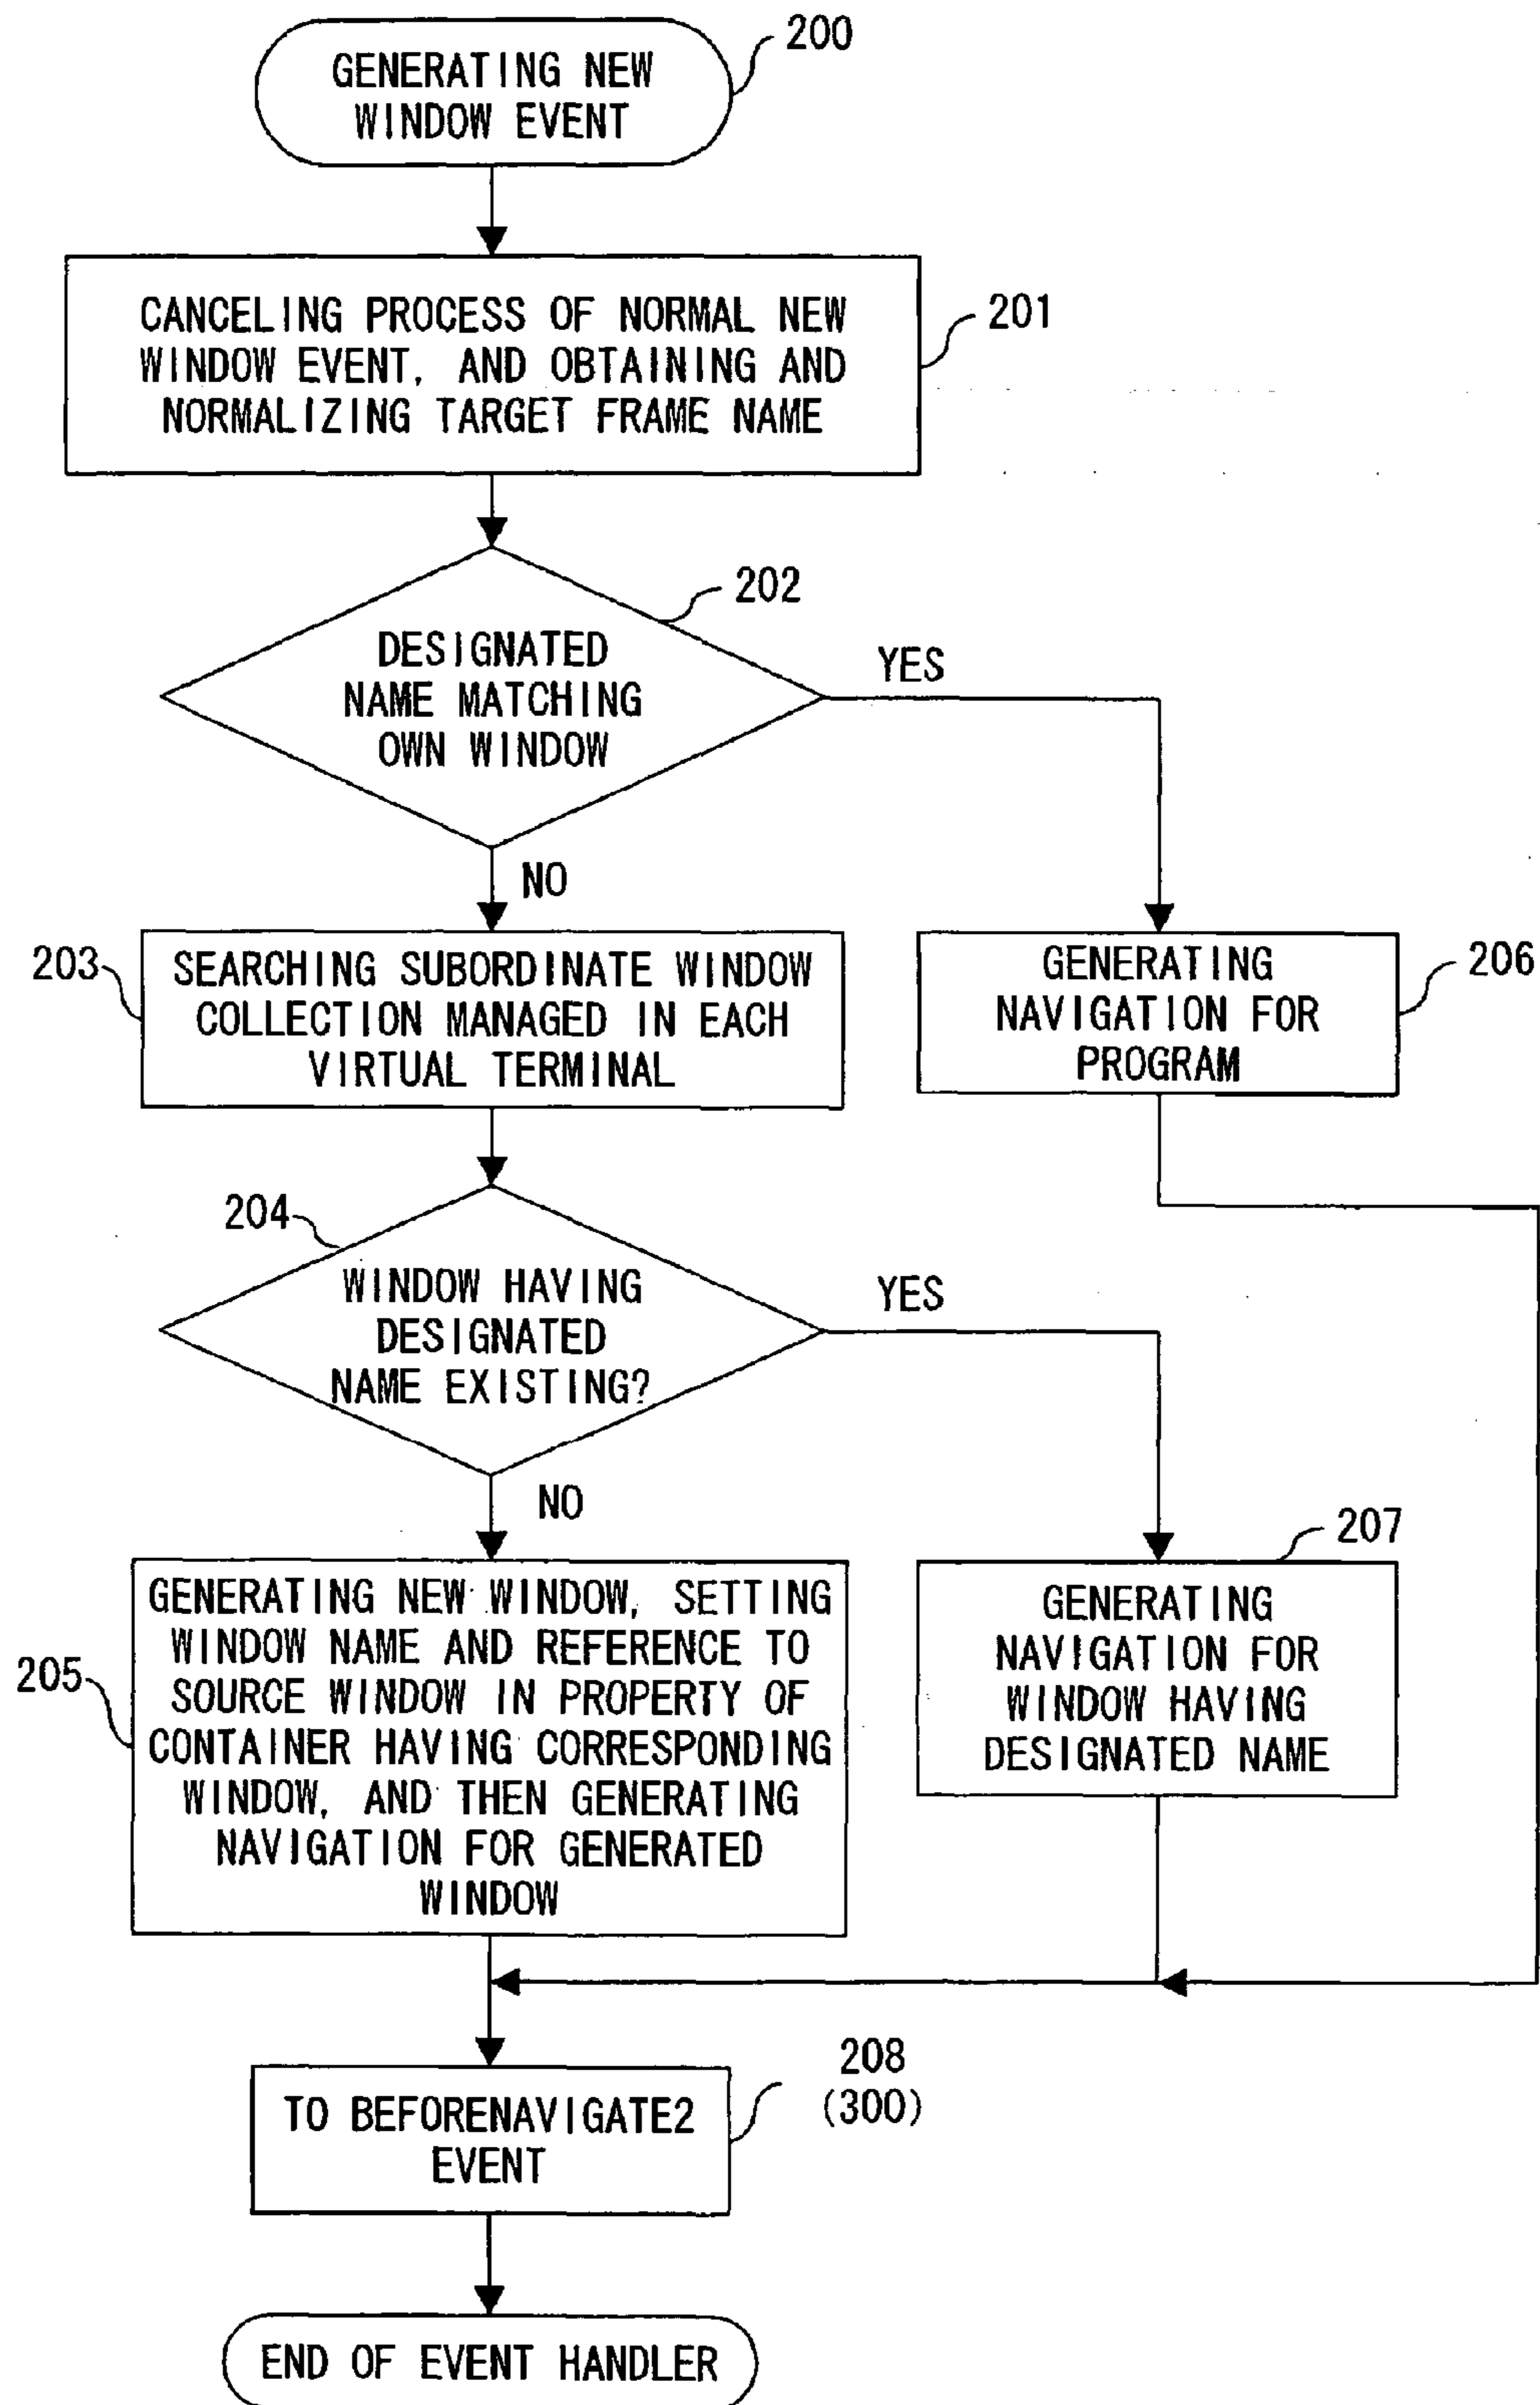 GENERATING NEW
WINDOW EVENT
200
CANCELING PROCESS OF NORMAL NEW
WINDOW EVENT, AND OBTAINING AND
NORMALIZING TARGET FRAME NAME
201
DESIGNATED
NAME MATCHING
OWN WINDOW
202
YES
NO
203
SEARCHING SUBORDINATE WINDOW
COLLECTION MANAGED IN EACH
VIRTUAL TERMINAL
GENERATING
NAVIGATION FOR
PROGRAM
206
204
WINDOW HAVING
DESIGNATED
NAME EXISTING?
YES
NO
205
GENERATING NEW WINDOW, SETTING
WINDOW NAME AND REFERENCE TO
SOURCE WINDOW IN PROPERTY OF
CONTAINER HAVING CORRESPONDING
WINDOW, AND THEN GENERATING
NAVIGATION FOR GENERATED
WINDOW
207
GENERATING
NAVIGATION FOR
WINDOW HAVING
DESIGNATED NAME
TO BEFORENAVIGATE2
EVENT
208
(300)
END OF EVENT HANDLER